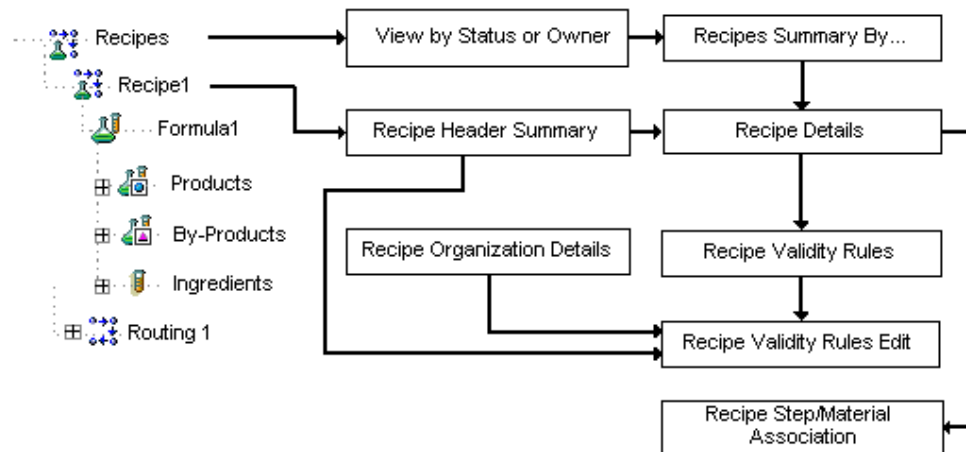 Recipes
View by Status or Owner
Recipes Summary By...
Recipe1
Recipe Header Summary
Recipe Details
Formula1
Products
By-Products
Recipe Organization Details
Recipe Validity Rules
Ingredients
Routing 1
Recipe Validity Rules Edit
Recipe Step/Material
Association